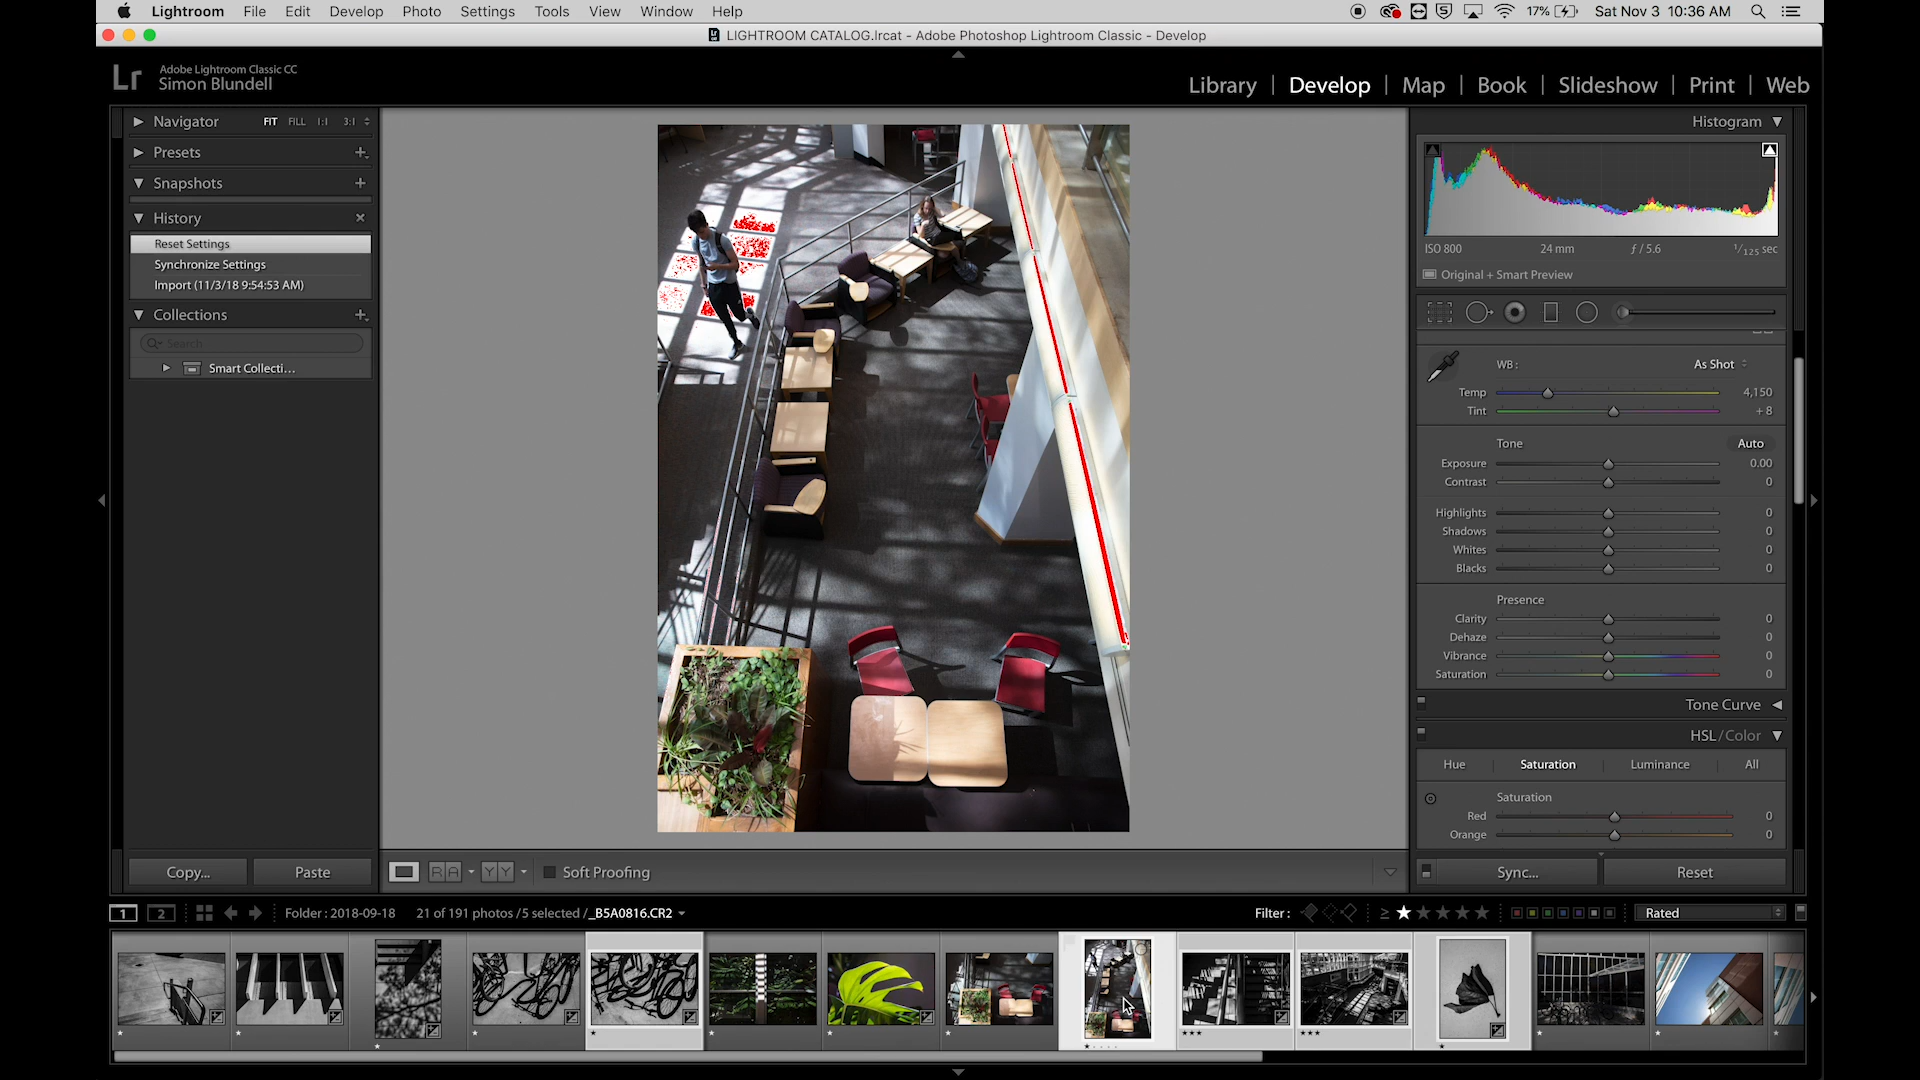 Lightroom File Edit Develop Photo Settings Tools View Window Help 17% Sat Nov 3 10:36 AM
LIGHTROOM CATALOG.lrcat - Adobe Photoshop Lightroom Classic - Develop
Lr Adobe Lightroom Classic CC
Simon Blundell
Library | Develop | Map | Book | Slideshow | Print | Web
Navigator FIT FILL 1:1 3:1
Presets
Snapshots
History
Reset Settings
Synchronize Settings
Import (11/3/18 9:54:53 AM)
Collections
Search
Smart Collecti...
Copy... Paste
Soft Proofing
Histogram
ISO 800 24 mm ƒ / 5.6 1/125 sec
Original + Smart Preview
WB: As Shot
Temp 4,150
Tint + 8
Tone Auto
Exposure 0.00
Contrast 0
Highlights 0
Shadows 0
Whites 0
Blacks 0
Presence
Clarity 0
Dehaze 0
Vibrance 0
Saturation 0
Tone Curve
HSL / Color
Hue Saturation Luminance All
Saturation
Red 0
Orange 0
Sync... Reset
1 2 Folder : 2018-09-18 21 of 191 photos / 5 selected / _B5A0816.CR2 Filter : Rated